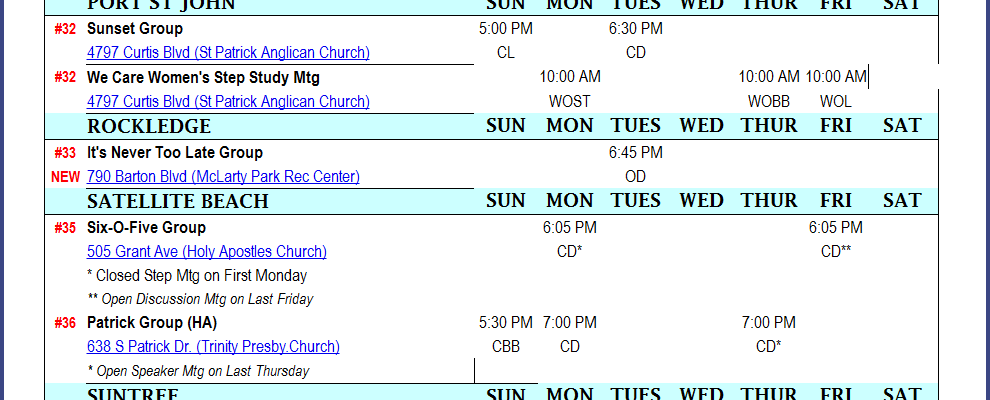 PORT ST JOHN SUN MON TUES WED THUR FRI SAT
#32 Sunset Group 5:00 PM 6:30 PM
4797 Curtis Blvd (St Patrick Anglican Church) CL CD
#32 We Care Women's Step Study Mtg 10:00 AM 10:00 AM 10:00 AM
4797 Curtis Blvd (St Patrick Anglican Church) WOST WOBB WOL
ROCKLEDGE SUN MON TUES WED THUR FRI SAT
#33 It's Never Too Late Group 6:45 PM
NEW 790 Barton Blvd (McLarty Park Rec Center) OD
SATELLITE BEACH SUN MON TUES WED THUR FRI SAT
#35 Six-O-Five Group 6:05 PM 6:05 PM
505 Grant Ave (Holy Apostles Church) CD* CD**
* Closed Step Mtg on First Monday
** Open Discussion Mtg on Last Friday
#36 Patrick Group (HA) 5:30 PM 7:00 PM 7:00 PM
638 S Patrick Dr. (Trinity Presby.Church) CBB CD CD*
* Open Speaker Mtg on Last Thursday
SUNTREE SUN MON TUES WED THUR FRI SAT